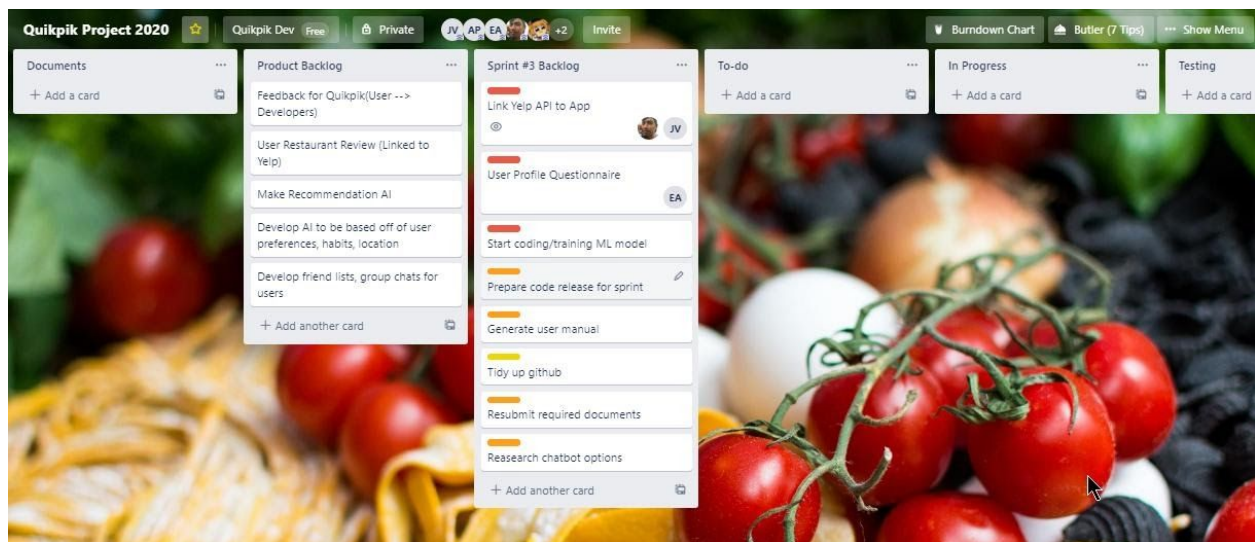 Quikpik Project 2020
Quikpik Dev Free
Private
JV AP EA +2
Invite
Burndown Chart
Butler (7 Tips)
··· Show Menu
Documents ···
+ Add a card
Product Backlog ···
Feedback for Quikpik(User -->
Developers)
User Restaurant Review (Linked to
Yelp)
Make Recommendation AI
Develop AI to be based off of user
preferences, habits, location
Develop friend lists, group chats for
users
+ Add another card
Sprint #3 Backlog ···
Link Yelp API to App
JV
User Profile Questionnaire
EA
Start coding/training ML model
Prepare code release for sprint
Generate user manual
Tidy up github
Resubmit required documents
Reasearch chatbot options
+ Add another card
To-do ···
+ Add a card
In Progress ···
+ Add a card
Testing
+ Add a card